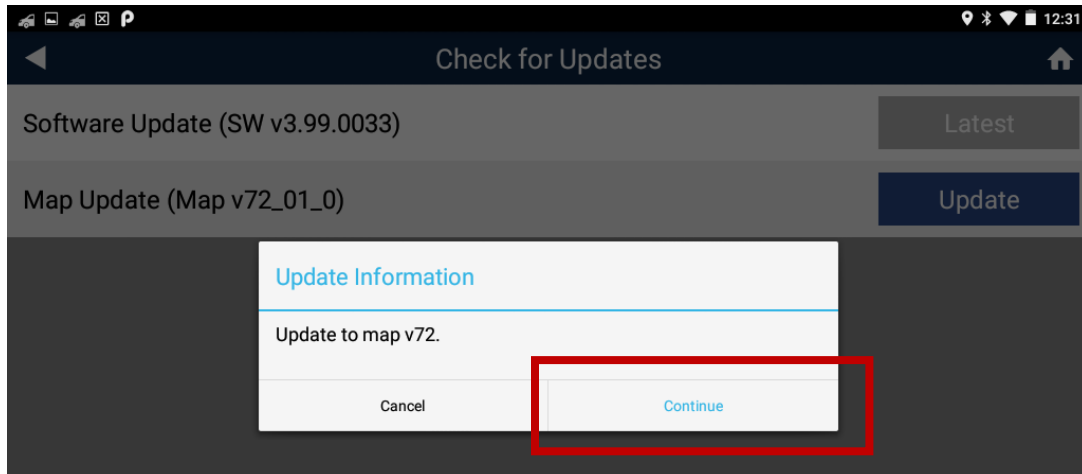 12:31
Check for Updates
Software Update (SW v3.99.0033)
Latest
Map Update (Map v72_01_0)
Update
Update Information
Update to map v72.
Cancel
Continue